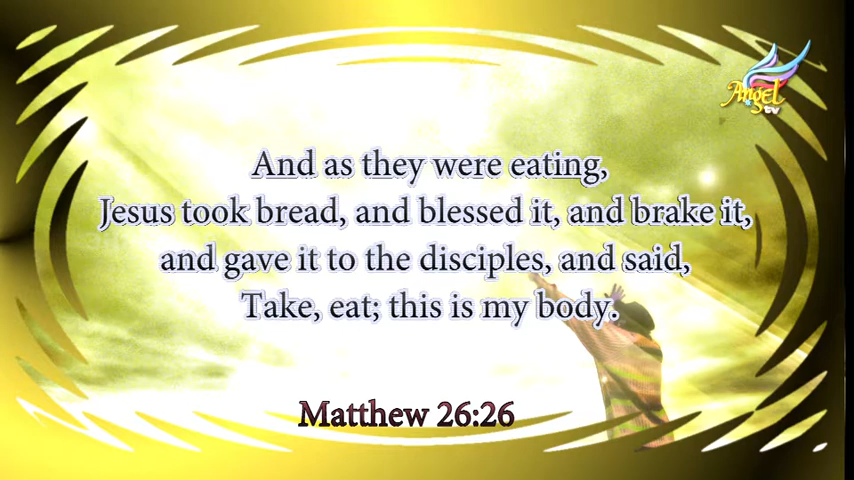 Angel
tv
And as they were eating,
Jesus took bread, and blessed it, and brake it,
and gave it to the disciples, and said,
Take, eat; this is my body.
Matthew 26:26